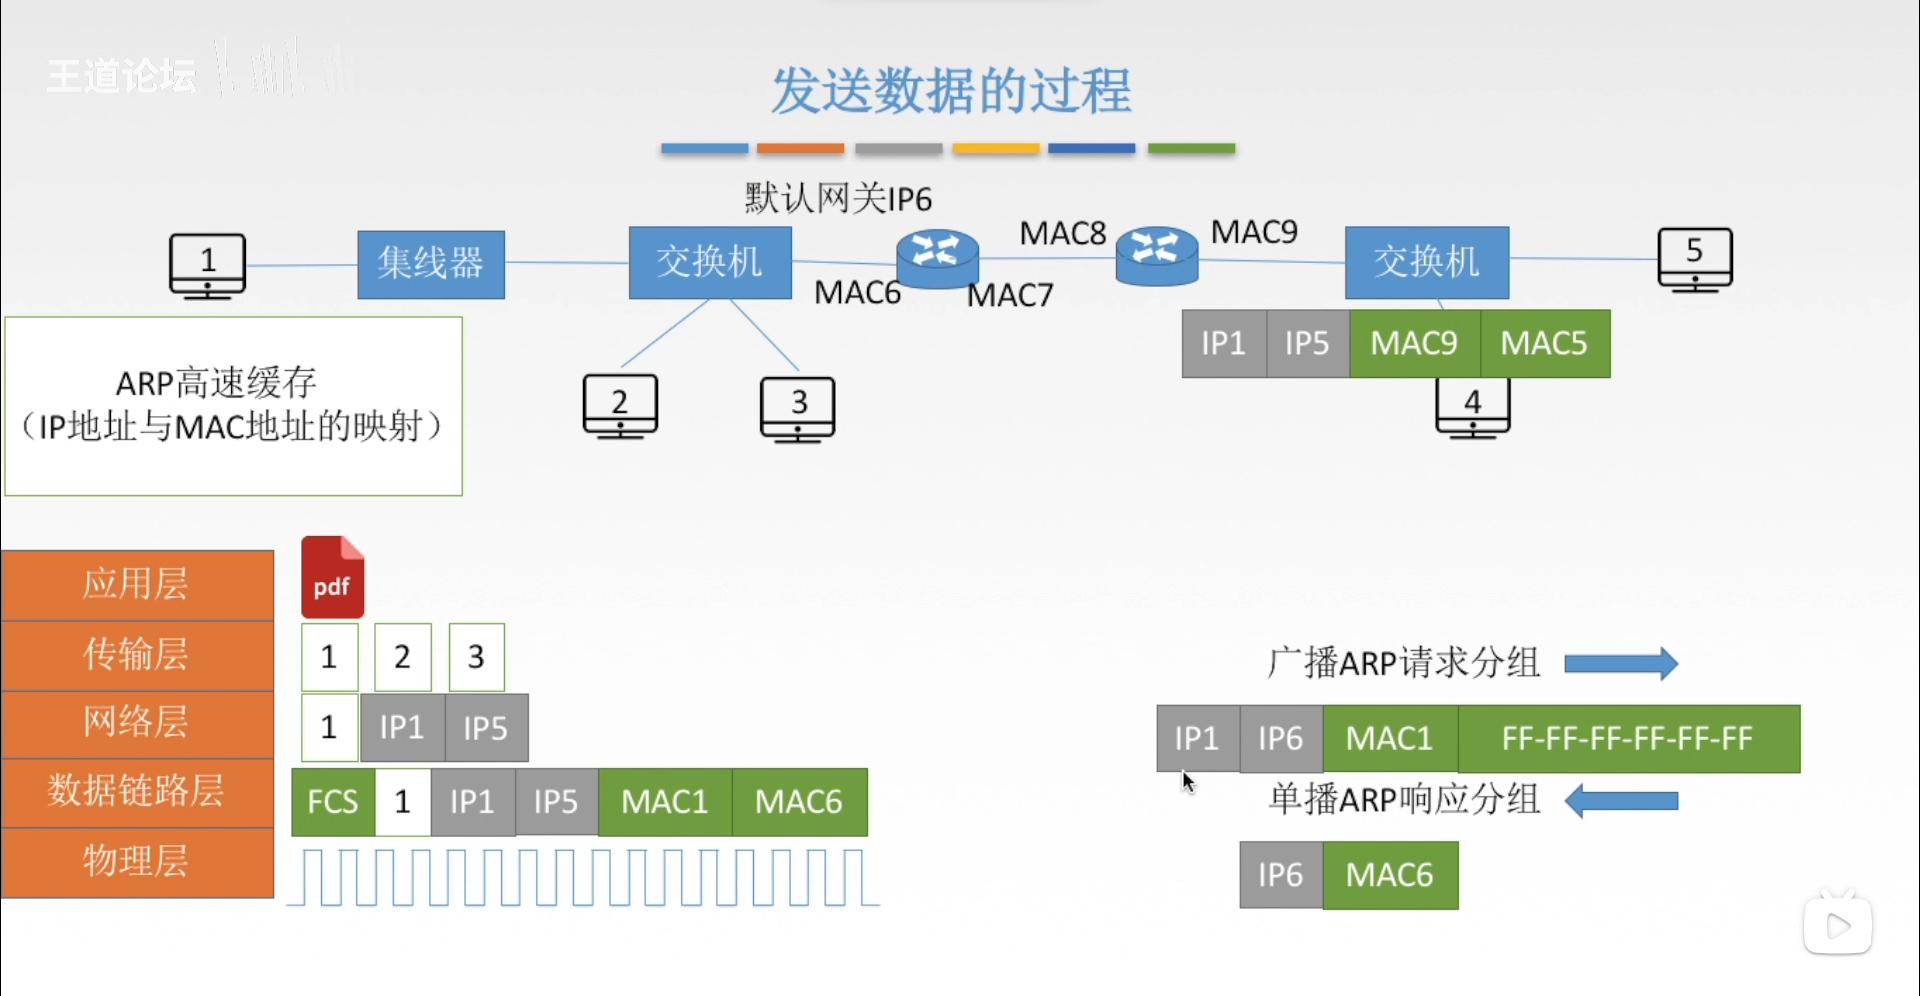 王道论坛
发送数据的过程
默认网关IP6
MAC8
MAC9
1
集线器
交换机
交换机
5
MAC6
MAC7
IP1 IP5 MAC9 MAC5
ARP高速缓存
（IP地址与MAC地址的映射）
2
3
4
应用层
pdf
传输层
1 2 3
网络层
1 IP1 IP5
数据链路层
FCS 1 IP1 IP5 MAC1 MAC6
物理层
广播ARP请求分组
IP1 IP6 MAC1 FF-FF-FF-FF-FF-FF
单播ARP响应分组
IP6 MAC6